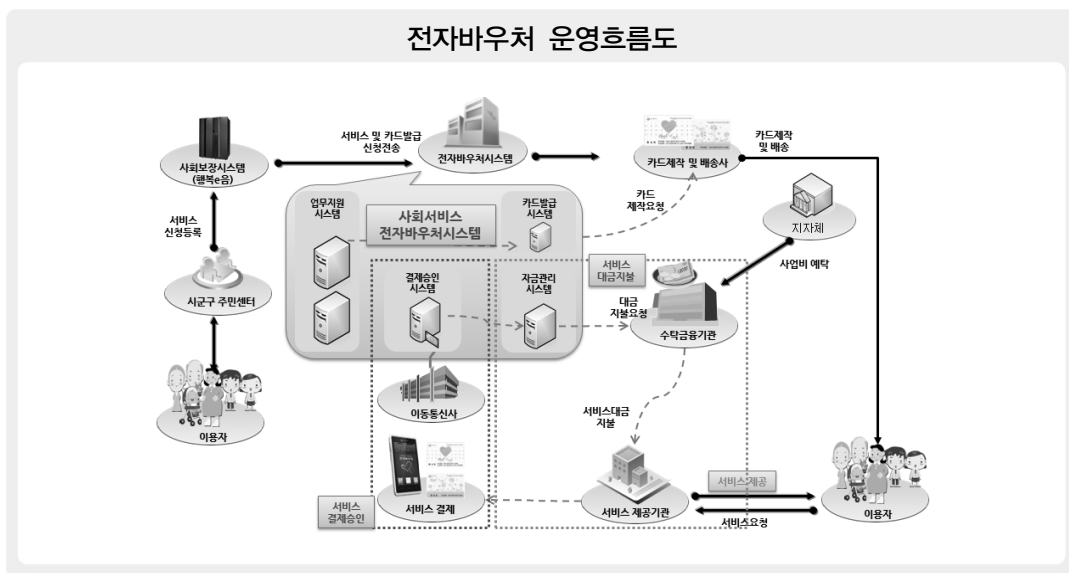 전자바우처 운영흐름도
서비스 및 카드발급
신청전송
전자바우처시스템
카드제작 및 배송사
카드제작
및 배송
사회보장시스템
(행복e음)
서비스
신청등록
시군구 주민센터
이용자
업무지원
시스템
사회서비스
전자바우처시스템
카드발급
시스템
카드
제작요청
지자체
사업비 예탁
결제승인
시스템
자금관리
시스템
서비스
대금지불
대금
지불요청
수탁금융기관
이동통신사
서비스대금
지불
서비스 결제
서비스
결제승인
서비스 제공기관
서비스 제공
서비스요청
이용자